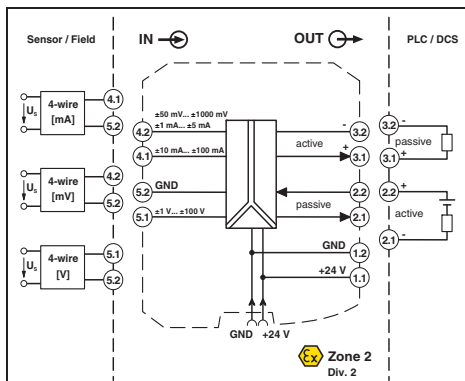 Sensor / Field
IN
OUT
PLC / DCS
Us
4-wire
[mA]
4.1
5.2
Us
4-wire
[mV]
4.2
5.2
Us
4-wire
[V]
5.1
5.2
±50 mV... ±1000 mV
4.2
±1 mA... ±5 mA
4.1
±10 mA... ±100 mA
5.2
GND
5.1
±1 V... ±100 V
-
3.2
active
+
3.1
2.2
passive
2.1
GND
1.2
+24 V
1.1
GND
+24 V
3.2
-
passive
3.1
+
2.2
+
active
2.1
-
Ex
Zone 2
Div. 2